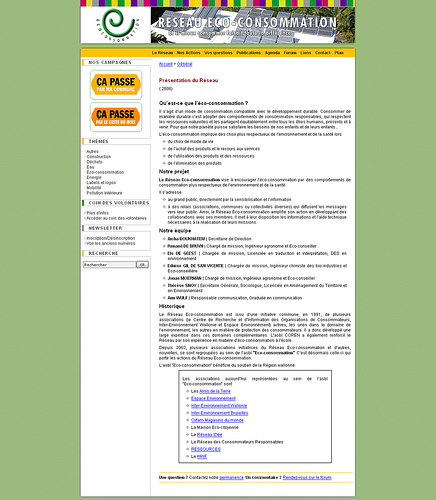 RESEAU ECO-CONSOMMATION
Le Réseau Nos Actions Vos questions Publications Agenda Forum Liens Contact Plan
NOS CAMPAGNES
ÇA PASSE
PAR MA COMMUNE
ÇA PASSE
PAR LE RESTE DU MOIS
THÈMES
Autres
Construction
Déchets
Eau
Eco-consommation
Energie
Labels et logos
Mobilité
Pollution intérieure
COIN DES VOLONTAIRES
Plus d'infos
Accéder au coin des volontaires
NEWSLETTER
Inscription/Désinscription
Voir les anciens numéros
RECHERCHE
Rechercher ok
Accueil > Général
Présentation du Réseau
( 2006)
Qu'est-ce que l'éco-consommation ?
Il s'agit d'un mode de consommation compatible avec le développement durable. Consommer de
manière durable c'est adopter des comportements de consommation responsables, qui respectent
les ressources naturelles et les partagent équitablement entre tous les êtres humains, présents et à
venir. Pour que notre planète puisse satisfaire les besoins de nos enfants et de leurs enfants...
L'éco-consommation implique des choix plus respectueux de l'environnement et de la santé lors
du choix de mode de vie
de l'achat des produits et le recours aux services
de l'utilisation des produits et des ressources
de l'élimination des produits
Notre projet
Le Réseau Eco-consommation vise à encourager l'éco-consommation par des comportements de
consommation plus respectueux de l'environnement et de la santé.
Il s'adresse
au grand public, directement par la sensibilisation et l'information
à des relais (associations, communes ou collectivités diverses) qui diffusent les messages
vers leur public. Ainsi, le Réseau Eco-consommation amplifie son action en développant des
collaborations avec ses membres. Il met à leur disposition les informations et l'aide technique
nécessaires à la réalisation de leurs missions.
Notre équipe
Aicha BOUKHATEM | Secrétaire de Direction
Renaud DE BRUYN | Chargé de mission, Ingénieur agronome et Eco-conseiller
Els DE GEEST | Chargée de mission, Licenciée en traduction et interprétation, DES en
environnement
Edwine GIL DE SAN VICENTE | Chargée de mission, Ingénieur chimiste des bio-industries et
Eco-conseillère
Jonas MOERMAN | Chargé de mission, Ingénieur agronome et Eco-conseiller
Thérèse SNOY | Secrétaire Générale, Sociologue, Licenciée en Aménagement du Territoire et
en Environnement
Ann WULF | Responsable communication, Graduate en communication
Historique
Le Réseau Eco-consommation est issu d'une initiative commune, en 1991, de plusieurs
associations (le Centre de Recherche et d'Information des Organisations de Consommateurs,
Inter-Environnement Wallonie et Espace Environnement) actives, les unes dans le domaine de
l'environnement, les autres en matière de protection des consommateurs. Il a donc développé une
large expertise dans ces domaines complémentaires. L'asbl COREN a également renforcé le
Réseau par son expérience en matière d'éco-consommation à l'école.
Depuis 2003, plusieurs associations initiatrices du Réseau Eco-consommation et d'autres,
nouvelles, se sont regroupées au sein de l'asbl "Eco-consommation". C'est désormais celle-ci qui
porte les actions du Réseau Eco-consommation.
L'asbl "Eco-consommation" bénéficie du soutien de la Région wallonne.
Les associations aujourd'hui représentées au sein de l'asbl
"Eco-consommation" sont
Les Amis de la Terre
Espace Environnement
Inter-Environnement Wallonie
Inter-Environnement Bruxelles
Oxfam-Magasins du monde
La Maison Eco-citoyenne
Le Réseau IDée
Le Réseau des Consommateurs Responsables
RESSOURCES
Une question ? Contactez notre permanence. Un commentaire ? Rendez-vous sur le forum.